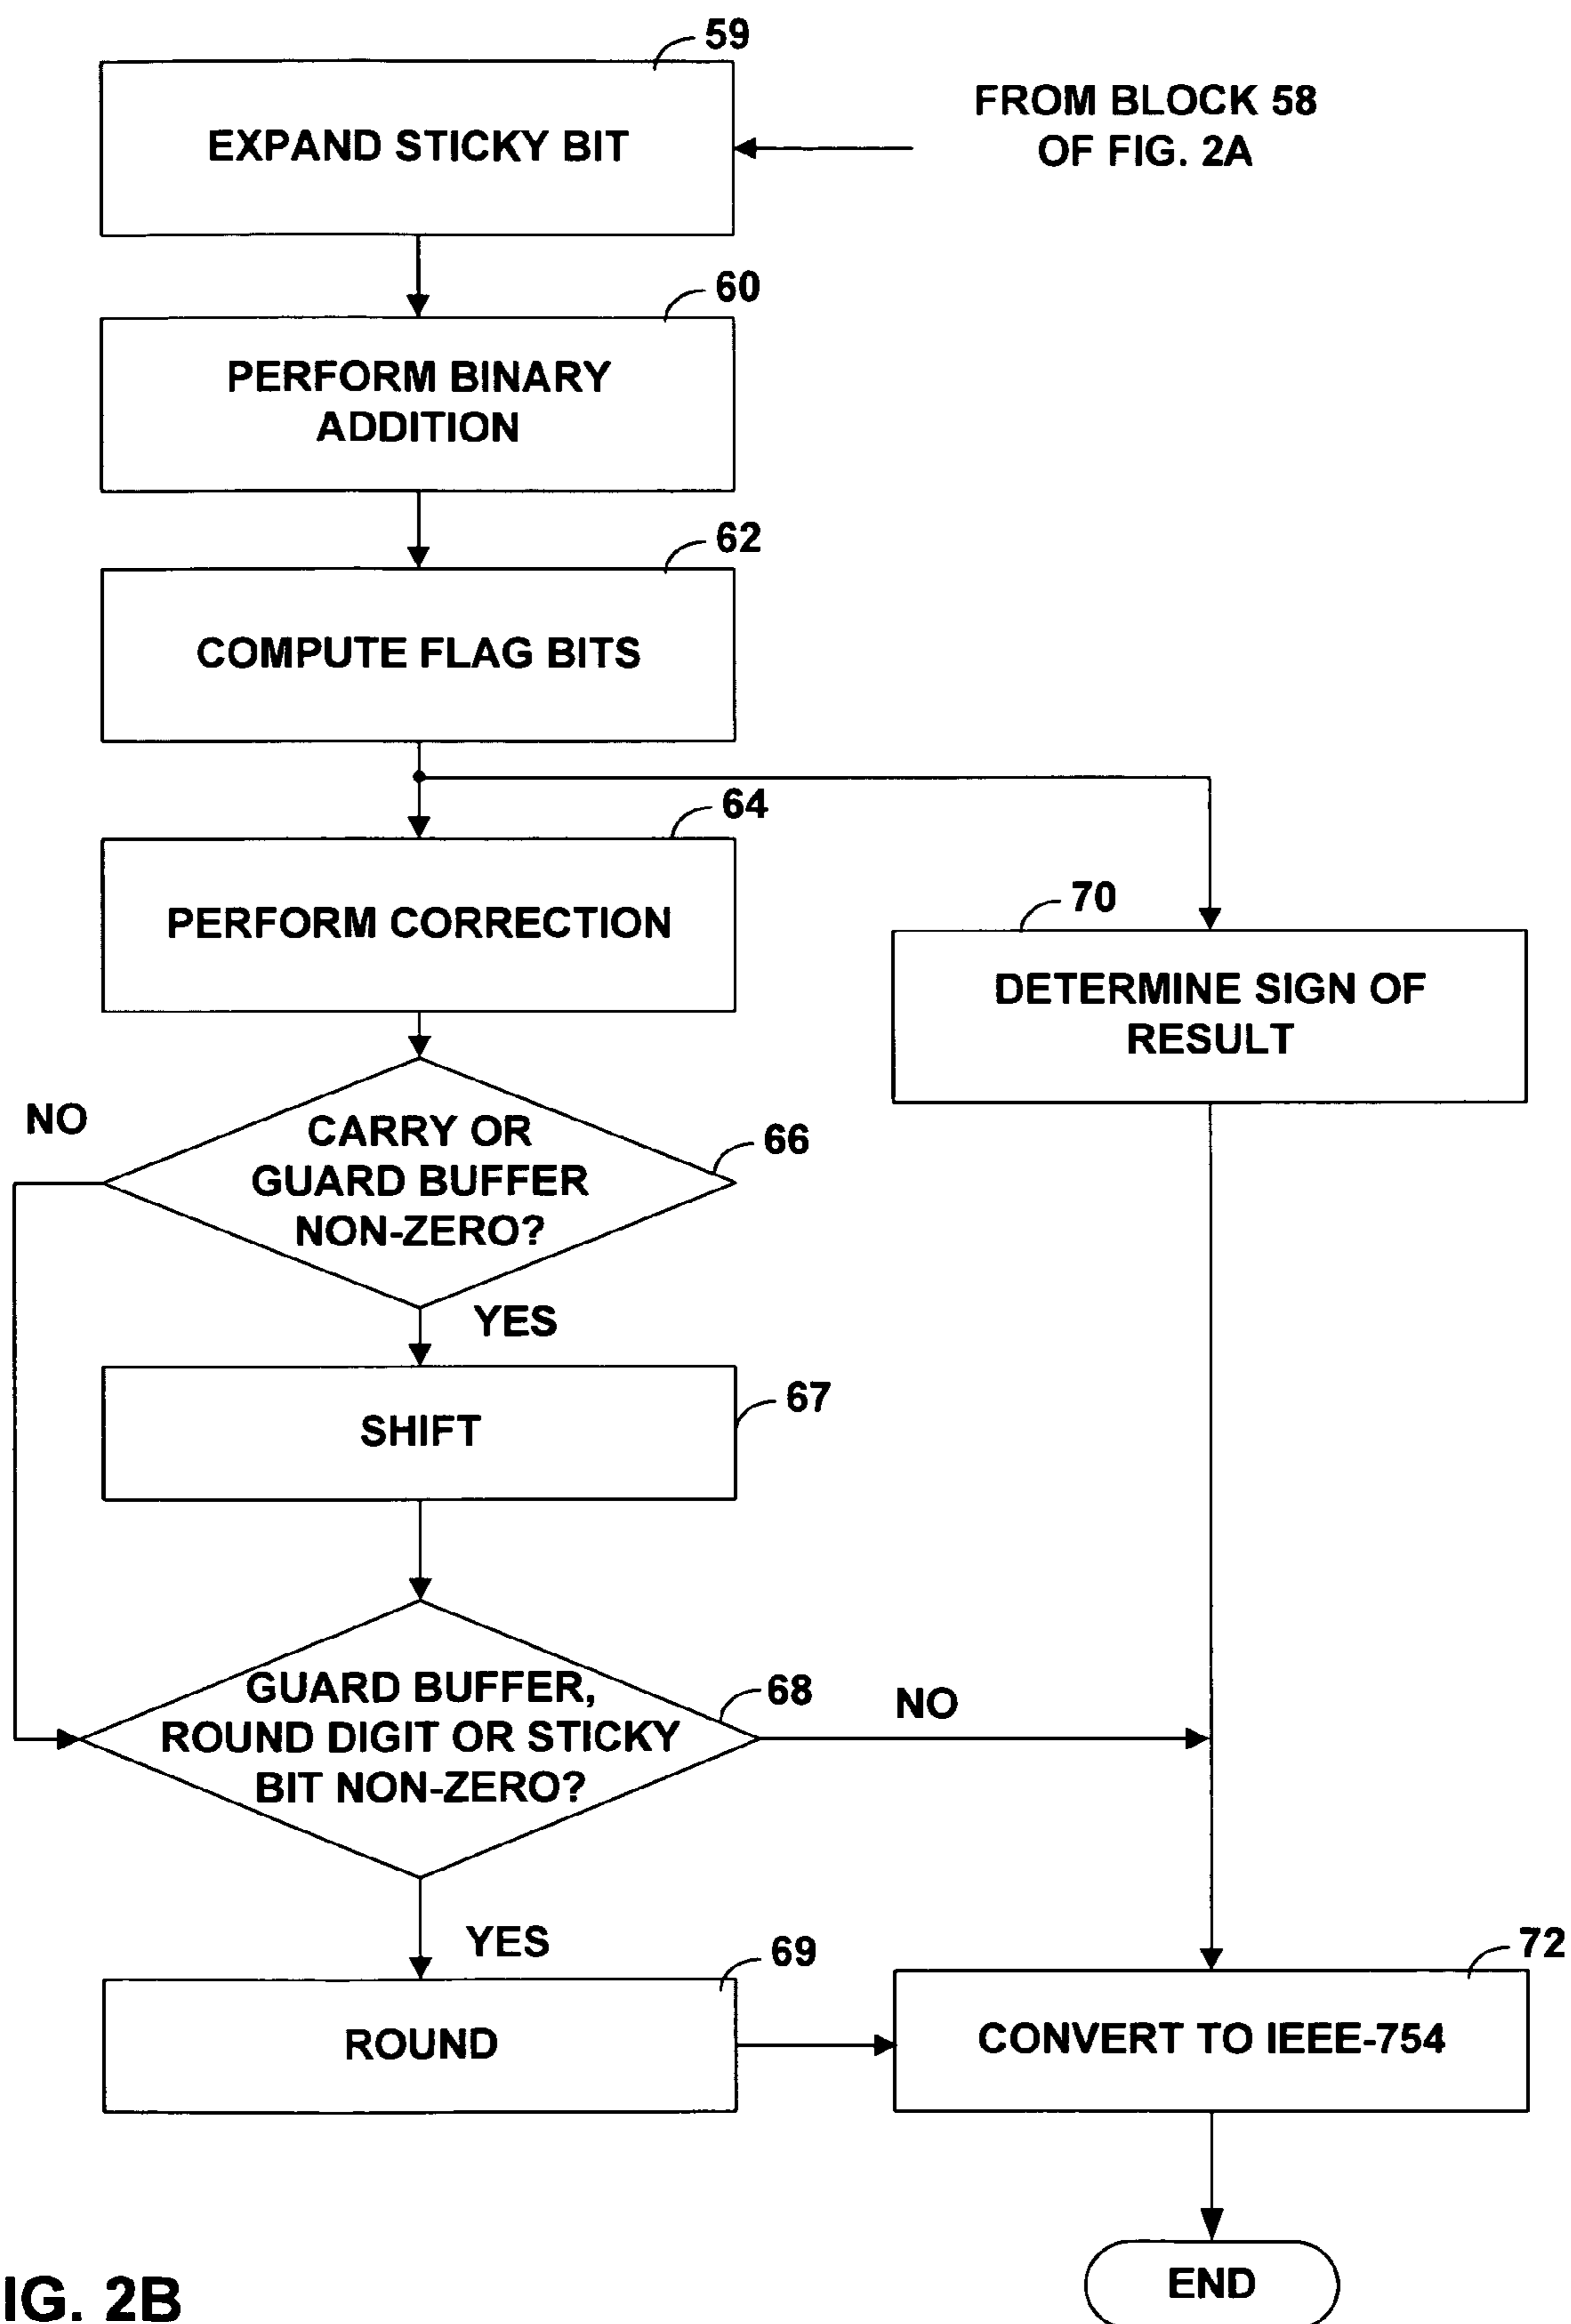 59
EXPAND STICKY BIT
FROM BLOCK 58
OF FIG. 2A
60
PERFORM BINARY
ADDITION
62
COMPUTE FLAG BITS
64
PERFORM CORRECTION
70
DETERMINE SIGN OF
RESULT
NO
CARRY OR
GUARD BUFFER
NON-ZERO?
66
YES
67
SHIFT
GUARD BUFFER,
ROUND DIGIT OR STICKY
BIT NON-ZERO?
68
NO
YES
69
ROUND
72
CONVERT TO IEEE-754
END
IG. 2B